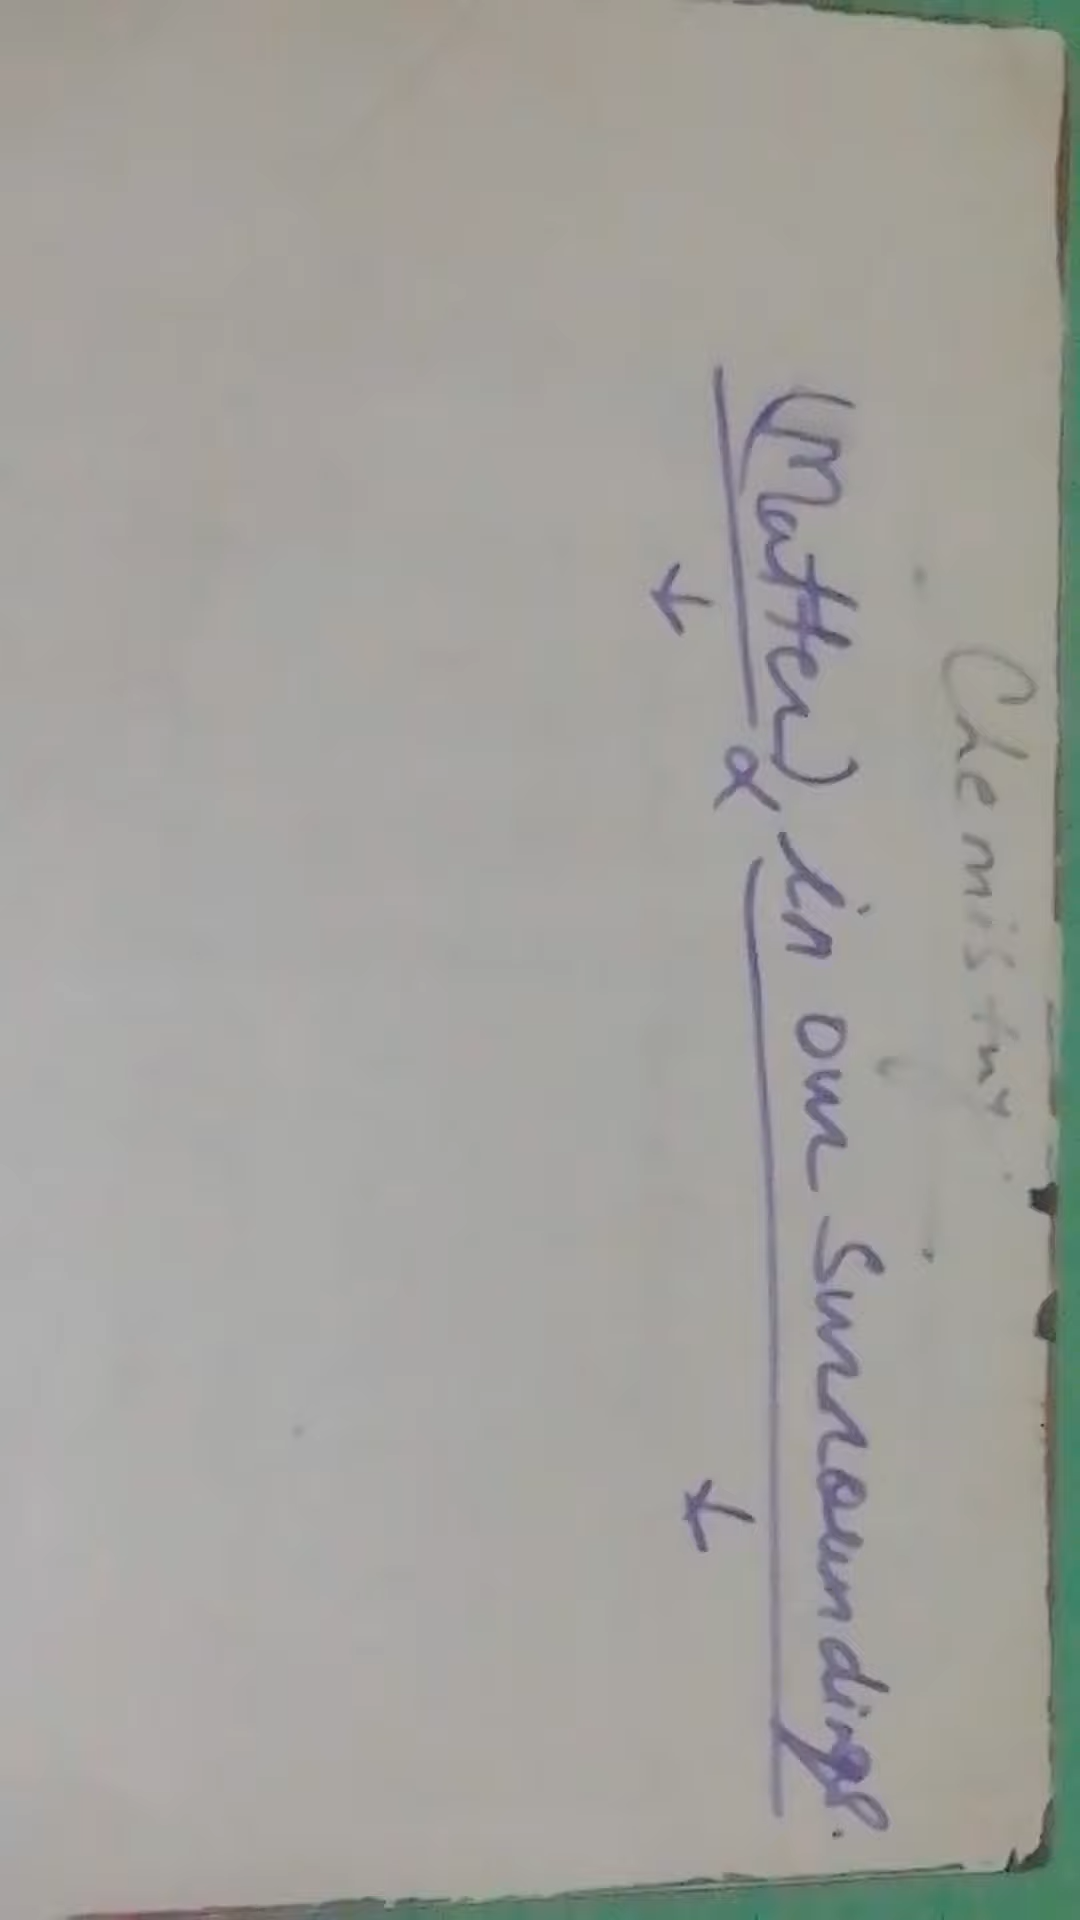 Chemistry
(Matter) in our Surroundings.
↓ ↓